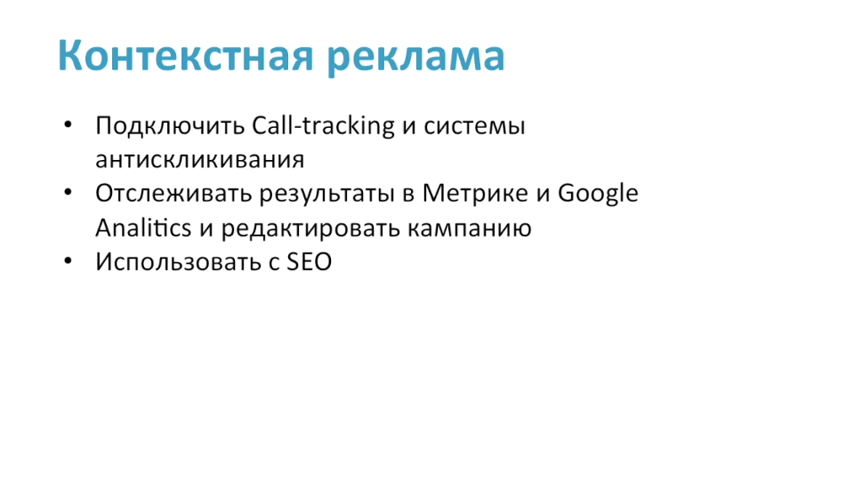 Контекстная реклама
• Подключить Call-tracking и системы
антискликивания
• Отслеживать результаты в Метрике и Google
Analitics и редактировать кампанию
• Использовать с SEO